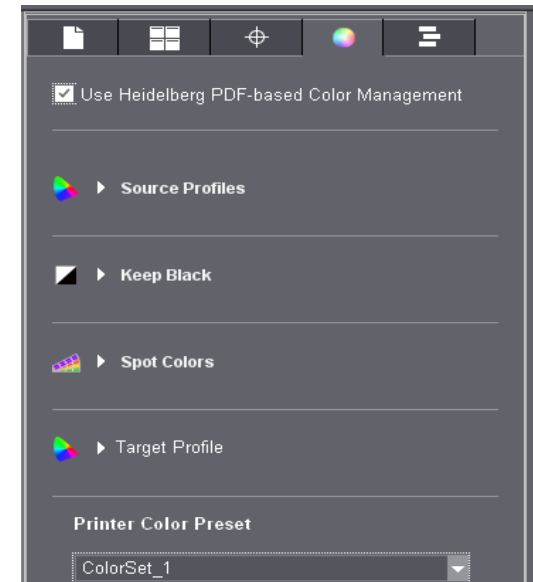 Use Heidelberg PDF-based Color Management
Source Profiles
Keep Black
Spot Colors
Target Profile
Printer Color Preset
ColorSet_1